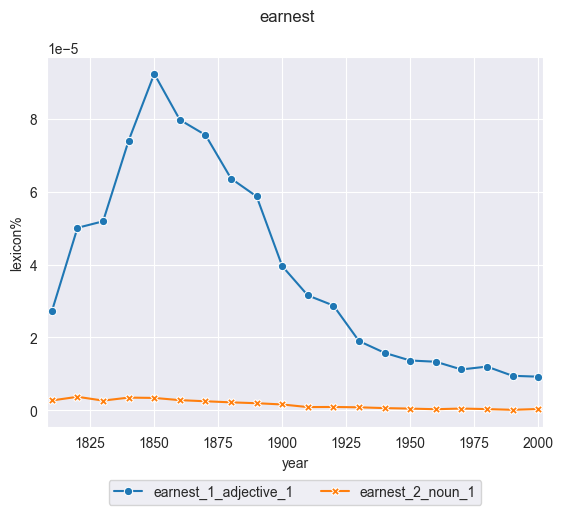 earnest
1e−5
8
6
4
2
0
lexicon%
1825 1850 1875 1900 1925 1950 1975 2000
year
earnest_1_adjective_1 earnest_2_noun_1